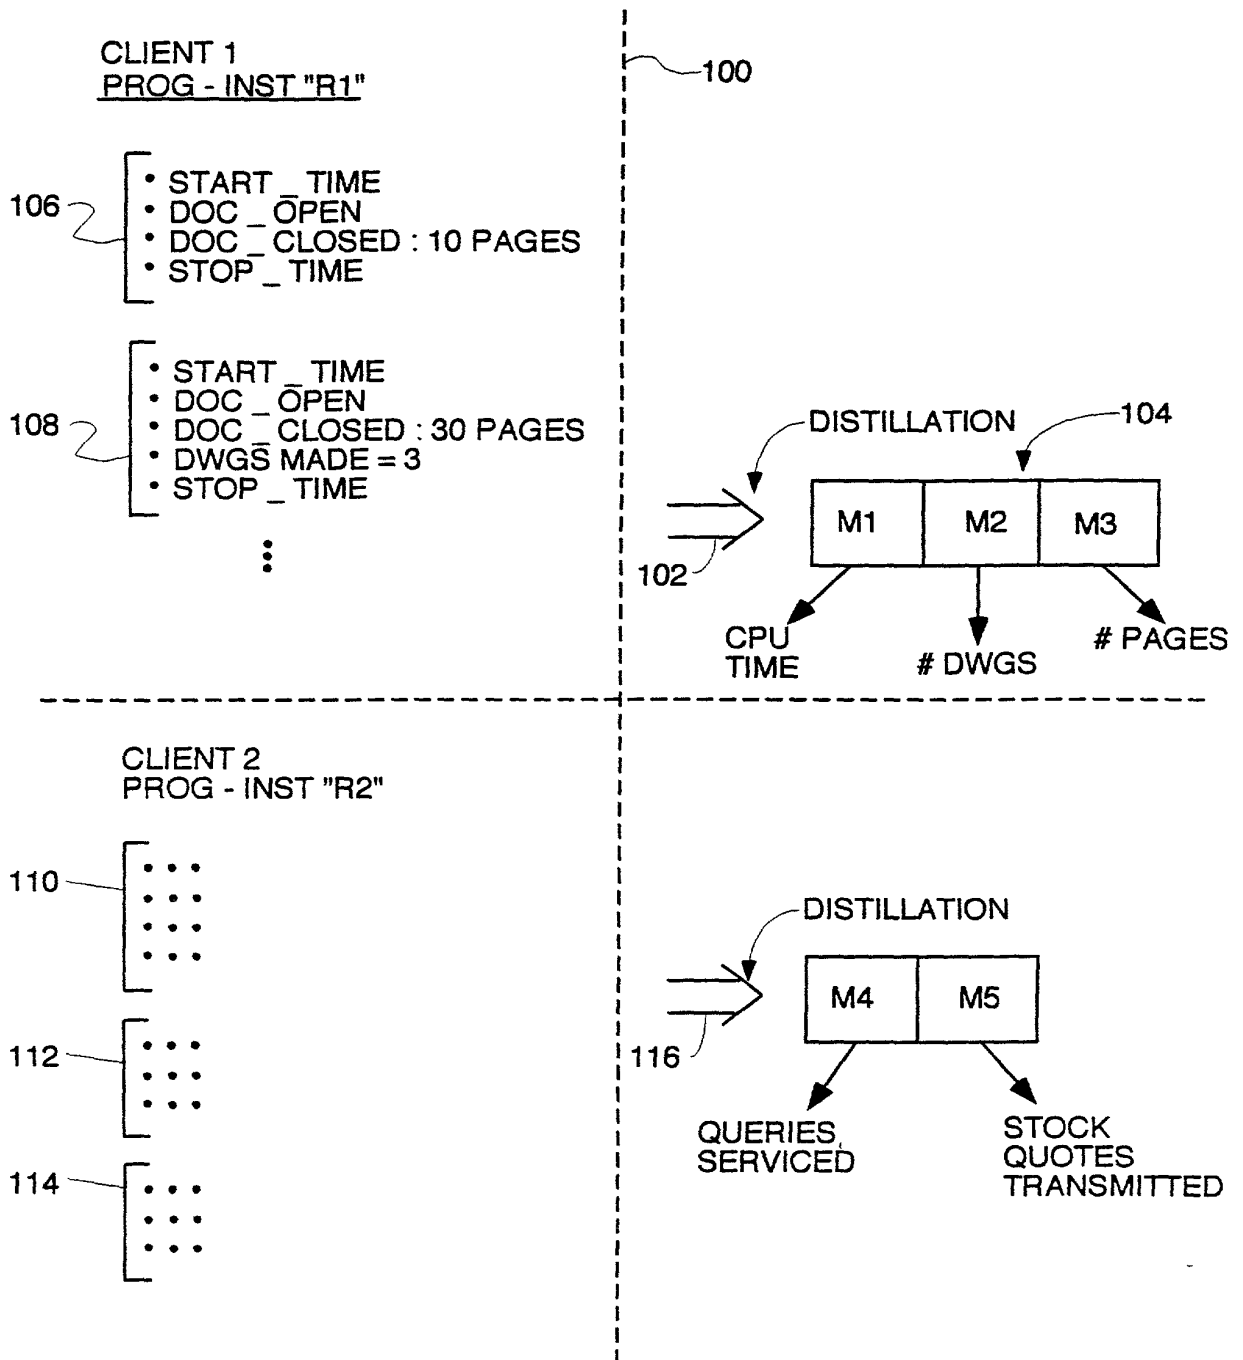 CLIENT 1
PROG - INST "R1"
100
106
• START _ TIME
• DOC _ OPEN
• DOC _ CLOSED : 10 PAGES
• STOP _ TIME
108
• START _ TIME
• DOC _ OPEN
• DOC _ CLOSED : 30 PAGES
• DWGS MADE = 3
• STOP _ TIME
DISTILLATION
104
102
M1
M2
M3
CPU
TIME
# DWGS
# PAGES
CLIENT 2
PROG - INST "R2"
110
112
114
DISTILLATION
116
M4
M5
QUERIES
SERVICED
STOCK
QUOTES
TRANSMITTED